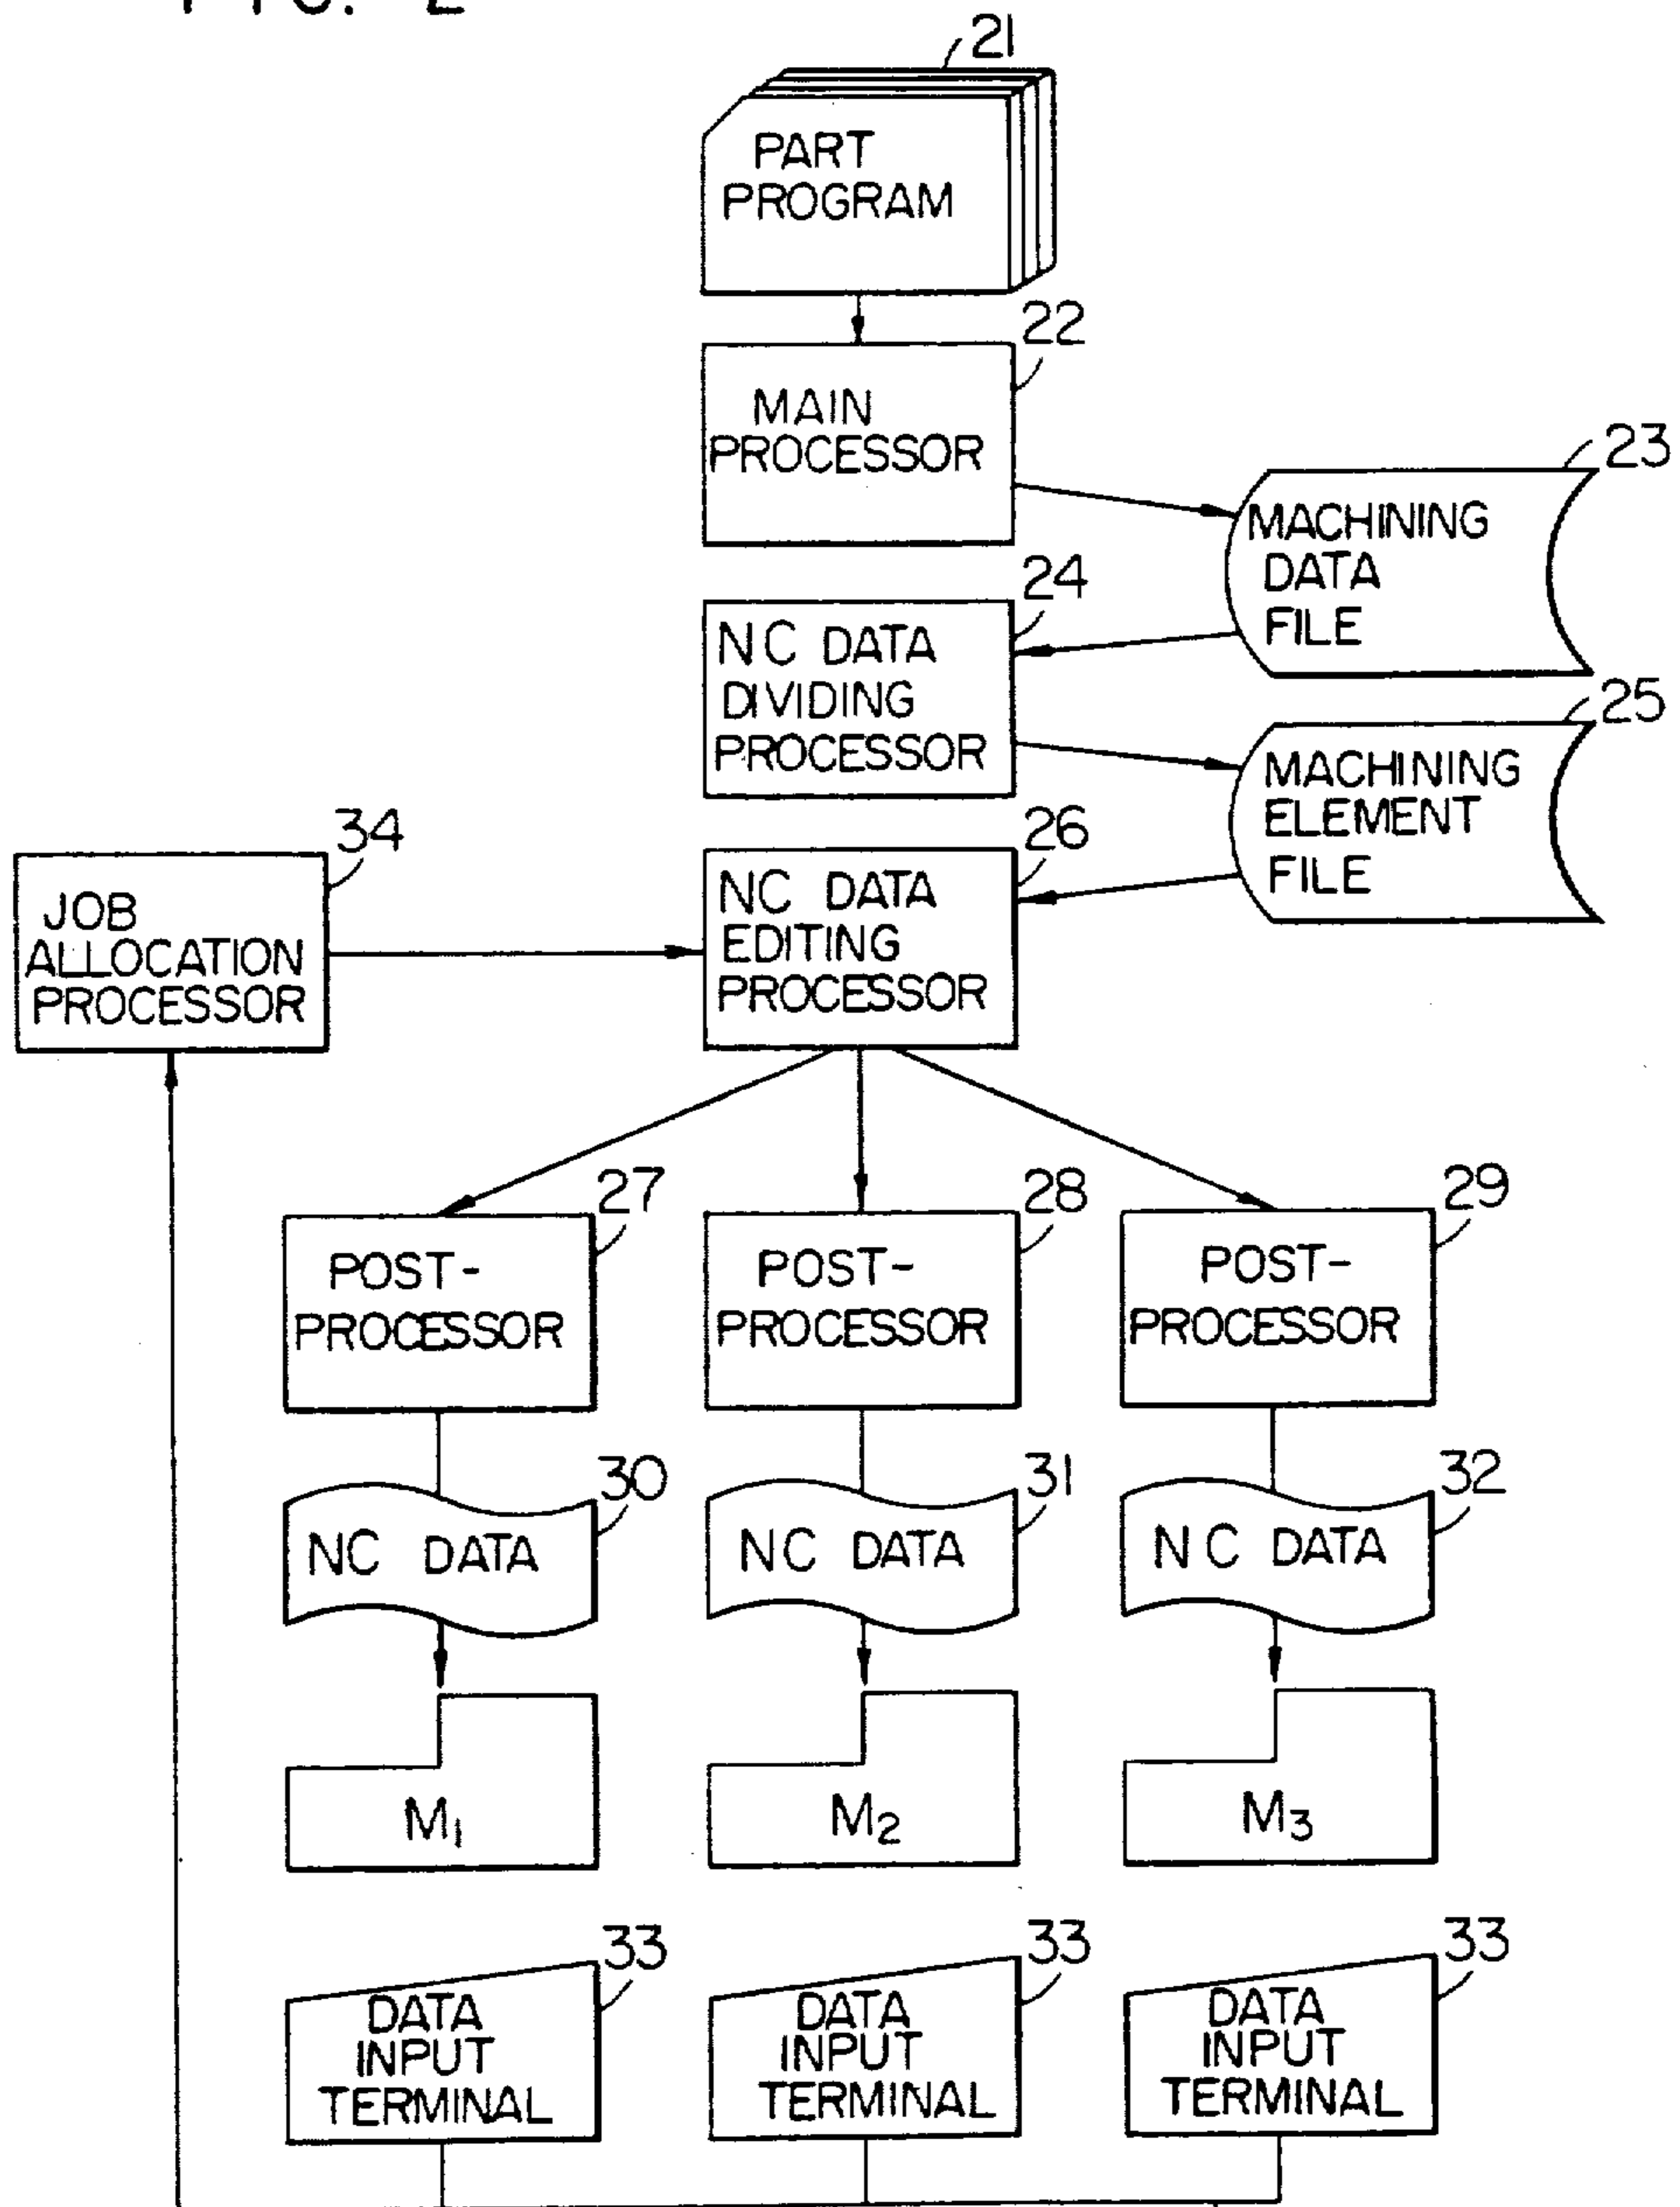 FIG. 2
21
PART
PROGRAM
22
MAIN
PROCESSOR
23
MACHINING
DATA
FILE
24
NC DATA
DIVIDING
PROCESSOR
25
MACHINING
ELEMENT
FILE
34
JOB
ALLOCATION
PROCESSOR
26
NC DATA
EDITING
PROCESSOR
27
POST-
PROCESSOR
28
POST-
PROCESSOR
29
POST-
PROCESSOR
30
NC DATA
31
NC DATA
32
NC DATA
M1
M2
M3
33
DATA
INPUT
TERMINAL
33
DATA
INPUT
TERMINAL
33
DATA
INPUT
TERMINAL